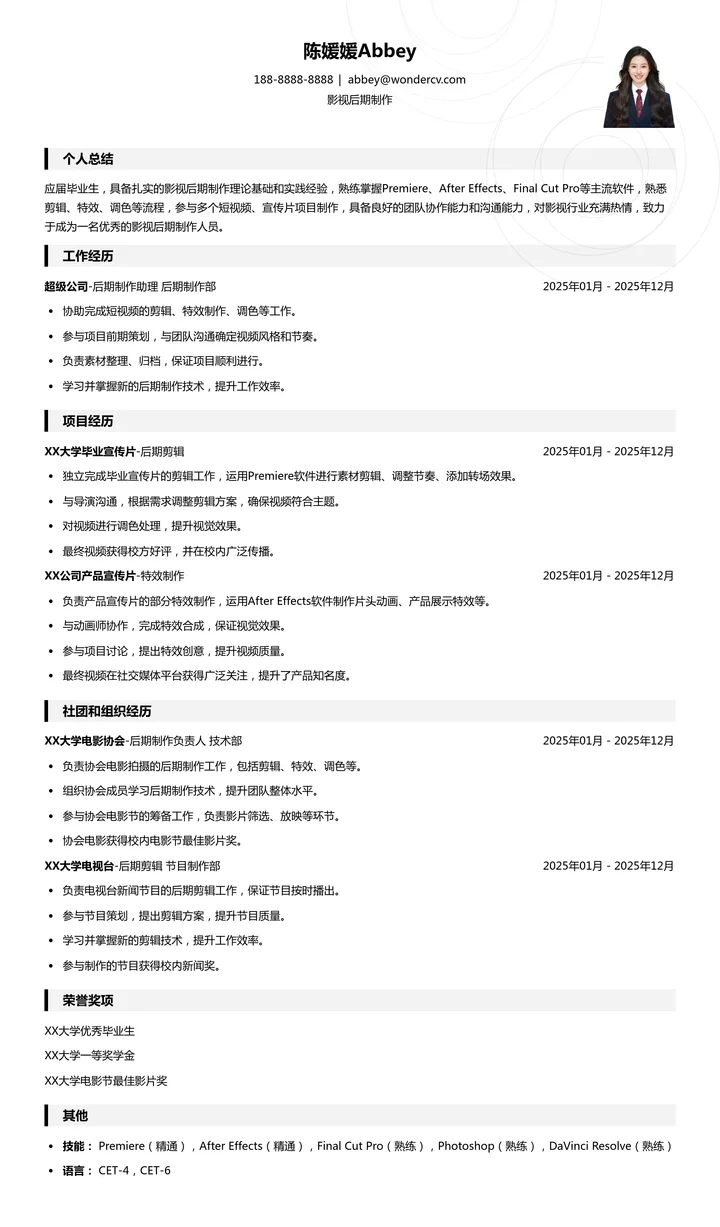 陈媛媛Abbey
188-8888-8888 | abbey@wondercv.com
影视后期制作
个人总结
应届毕业生，具备扎实的影视后期制作理论基础和实践经验，熟练掌握Premiere、After Effects、Final Cut Pro等主流软件，熟悉
剪辑、特效、调色等流程，参与多个短视频、宣传片项目制作，具备良好的团队协作能力和沟通能力，对影视行业充满热情，致力
于成为一名优秀的影视后期制作人员。
工作经历
超级公司-后期制作助理 后期制作部 2025年01月 - 2025年12月
• 协助完成短视频的剪辑、特效制作、调色等工作。
• 参与项目前期策划，与团队沟通确定视频风格和节奏。
• 负责素材整理、归档，保证项目顺利进行。
• 学习并掌握新的后期制作技术，提升工作效率。
项目经历
XX大学毕业宣传片-后期剪辑 2025年01月 - 2025年12月
• 独立完成毕业宣传片的剪辑工作，运用Premiere软件进行素材剪辑、调整节奏、添加转场效果。
• 与导演沟通，根据需求调整剪辑方案，确保视频符合主题。
• 对视频进行调色处理，提升视觉效果。
• 最终视频获得校方好评，并在校内广泛传播。
XX公司产品宣传片-特效制作 2025年01月 - 2025年12月
• 负责产品宣传片的部分特效制作，运用After Effects软件制作片头动画、产品展示特效等。
• 与动画师协作，完成特效合成，保证视觉效果。
• 参与项目讨论，提出特效创意，提升视频质量。
• 最终视频在社交媒体平台获得广泛关注，提升了产品知名度。
社团和组织经历
XX大学电影协会-后期制作负责人 技术部 2025年01月 - 2025年12月
• 负责协会电影拍摄的后期制作工作，包括剪辑、特效、调色等。
• 组织协会成员学习后期制作技术，提升团队整体水平。
• 参与协会电影节的筹备工作，负责影片筛选、放映等环节。
• 协会电影获得校内电影节最佳影片奖。
XX大学电视台-后期剪辑 节目制作部 2025年01月 - 2025年12月
• 负责电视台新闻节目的后期剪辑工作，保证节目按时播出。
• 参与节目策划，提出剪辑方案，提升节目质量。
• 学习并掌握新的剪辑技术，提升工作效率。
• 参与制作的节目获得校内新闻奖。
荣誉奖项
XX大学优秀毕业生
XX大学一等奖学金
XX大学电影节最佳影片奖
其他
• 技能： Premiere（精通）, After Effects（精通）, Final Cut Pro（熟练）, Photoshop（熟练）, DaVinci Resolve（熟练）
• 语言： CET-4，CET-6